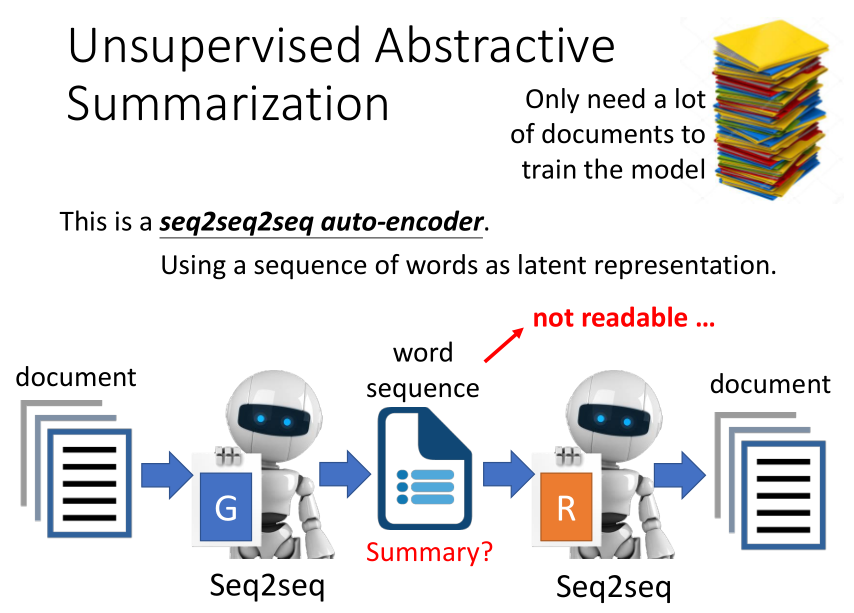 Unsupervised Abstractive
Summarization
Only need a lot
of documents to
train the model
This is a seq2seq2seq auto-encoder.
Using a sequence of words as latent representation.
not readable …
word
sequence
document
document
G
R
Summary?
Seq2seq
Seq2seq